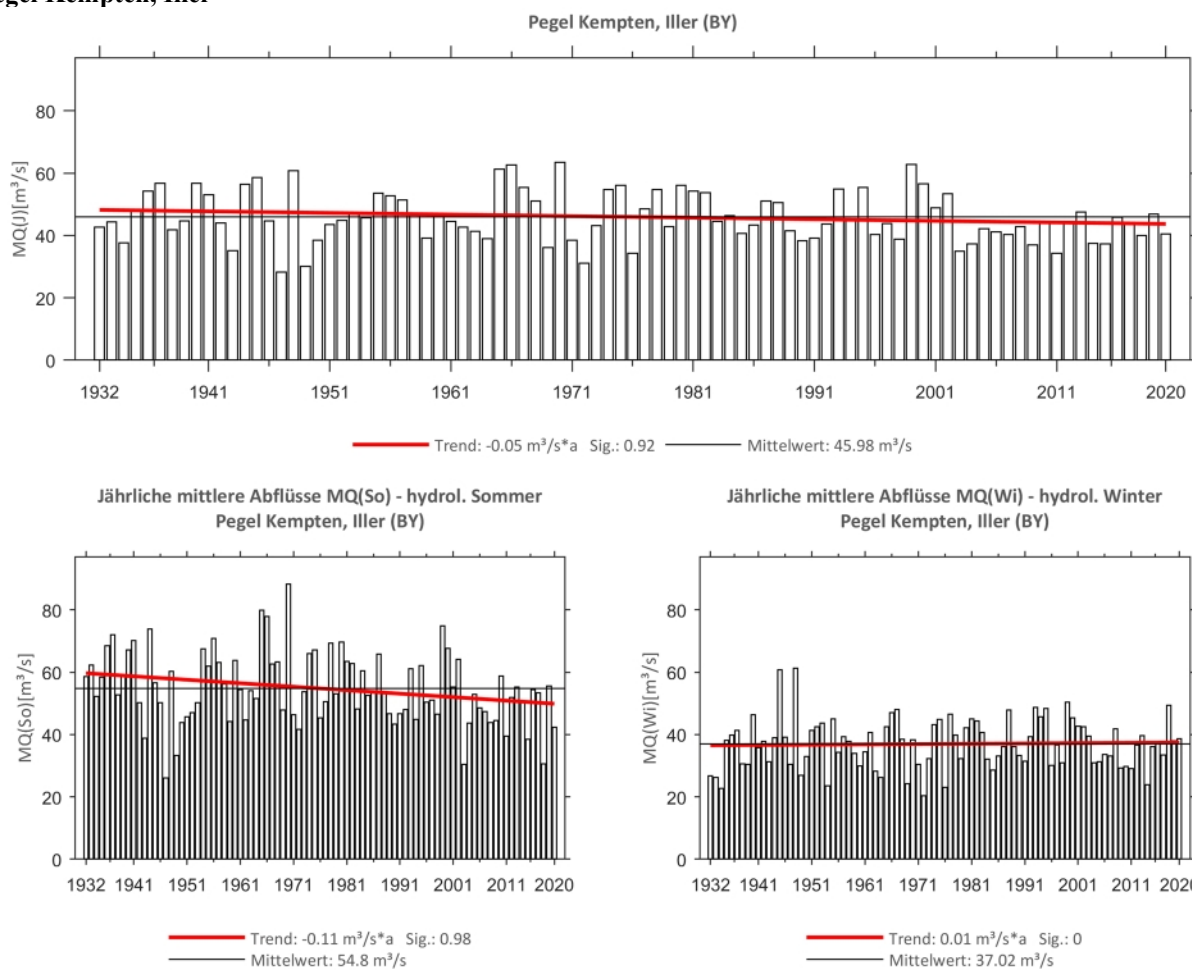 Pegel Kempten, Iller
Pegel Kempten, Iller (BY)
MQ(J)[m³/s]
80
60
40
20
0
1932 1941 1951 1961 1971 1981 1991 2001 2011 2020
Trend: -0.05 m³/s*a Sig.: 0.92 Mittelwert: 45.98 m³/s
Jährliche mittlere Abflüsse MQ(So) - hydrol. Sommer
Pegel Kempten, Iller (BY)
MQ(So)[m³/s]
80
60
40
20
0
1932 1941 1951 1961 1971 1981 1991 2001 2011 2020
Trend: -0.11 m³/s*a Sig.: 0.98
Mittelwert: 54.8 m³/s
Jährliche mittlere Abflüsse MQ(Wi) - hydrol. Winter
Pegel Kempten, Iller (BY)
MQ(Wi)[m³/s]
80
60
40
20
0
1932 1941 1951 1961 1971 1981 1991 2001 2011 2020
Trend: 0.01 m³/s*a Sig.: 0
Mittelwert: 37.02 m³/s